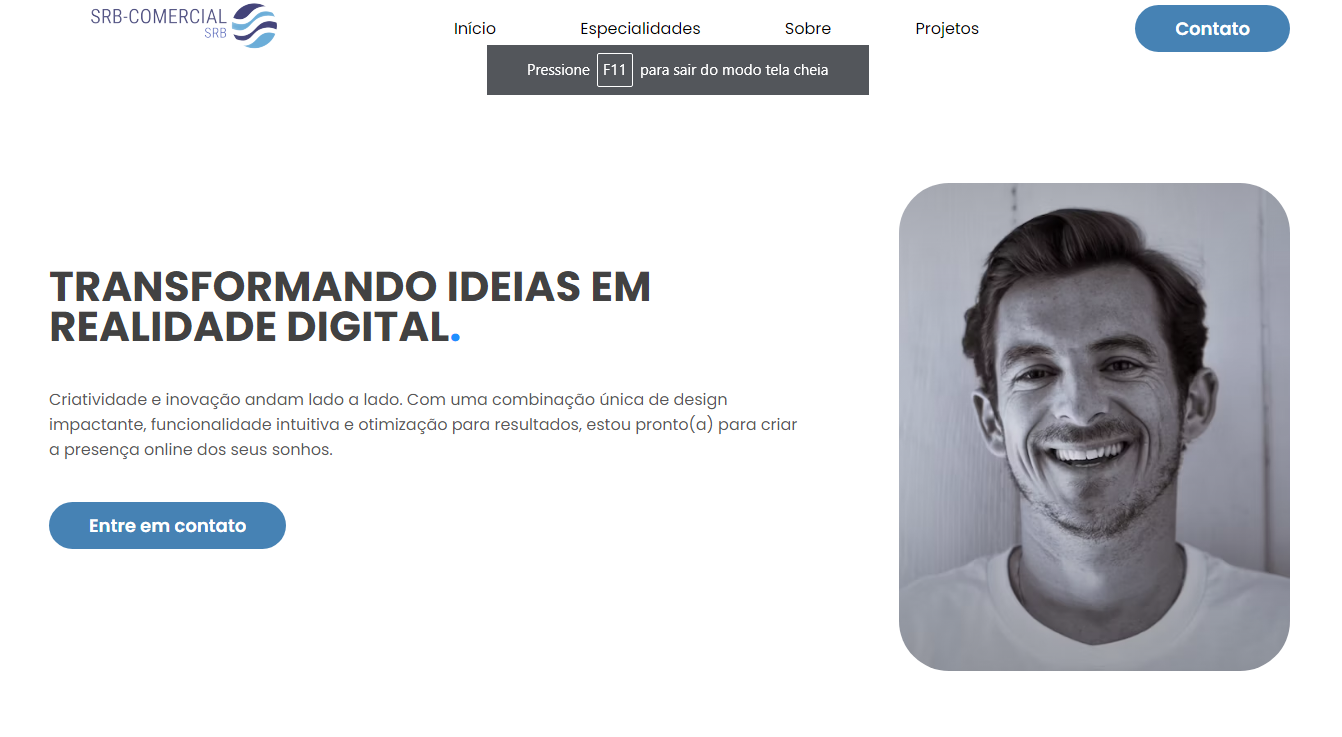 SRB-COMERCIAL
SRB
Início
Especialidades
Sobre
Projetos
Contato
Pressione F11 para sair do modo tela cheia
TRANSFORMANDO IDEIAS EM
REALIDADE DIGITAL.
Criatividade e inovação andam lado a lado. Com uma combinação única de design
impactante, funcionalidade intuitiva e otimização para resultados, estou pronto(a) para criar
a presença online dos seus sonhos.
Entre em contato